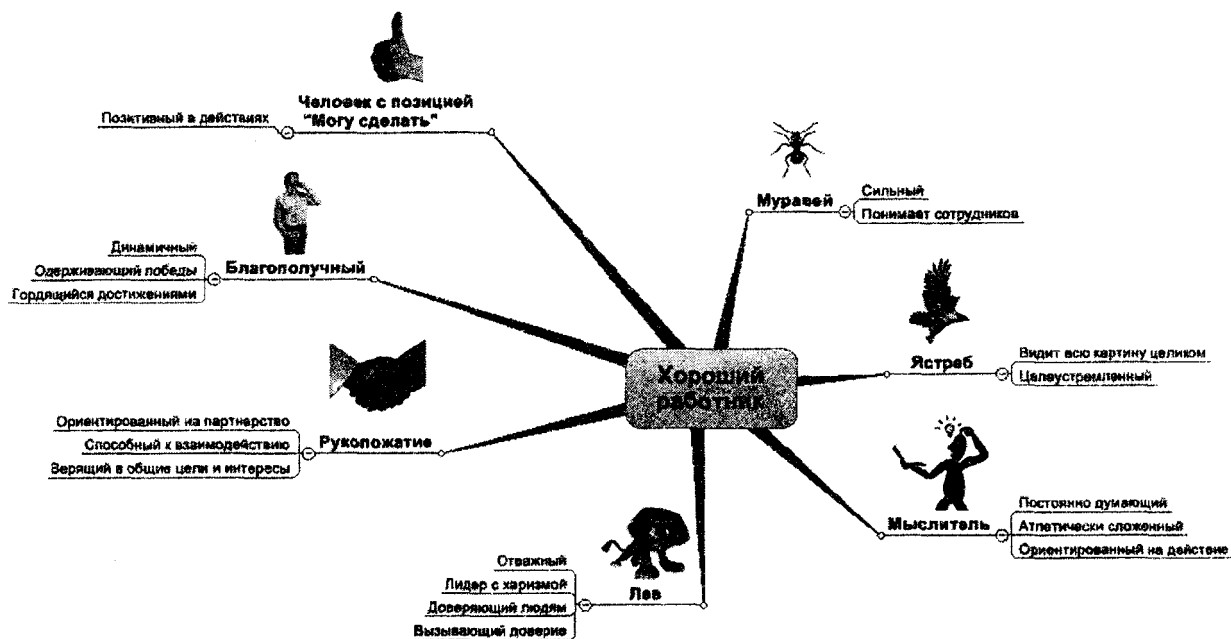 Хороший
работник
Муравей
Сильный
Понимает сотрудников
Ястреб
Видит всю картину целиком
Целеустремленный
Мыслитель
Постоянно думающий
Атлетически сложенный
Ориентированный на действие
Лев
Отважный
Лидер с харизмой
Доверяющий людям
Вызывающий доверие
Рукопожатие
Ориентированный на партнерство
Способный к взаимодействию
Верящий в общие цели и интересы
Благополучный
Динамичный
Одерживающий победы
Гордящийся достижениями
Человек с позицией
"Могу сделать"
Позитивный в действиях